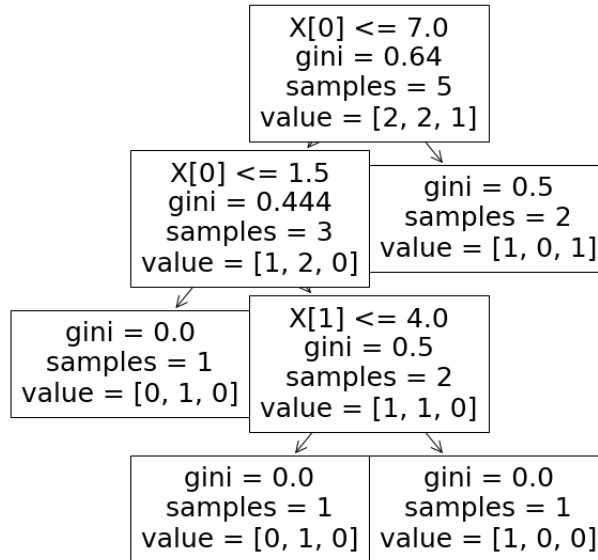 X[0] <= 7.0
gini = 0.64
samples = 5
value = [2, 2, 1]
X[0] <= 1.5
gini = 0.444
samples = 3
value = [1, 2, 0]
gini = 0.5
samples = 2
value = [1, 0, 1]
gini = 0.0
samples = 1
value = [0, 1, 0]
X[1] <= 4.0
gini = 0.5
samples = 2
value = [1, 1, 0]
gini = 0.0
samples = 1
value = [0, 1, 0]
gini = 0.0
samples = 1
value = [1, 0, 0]